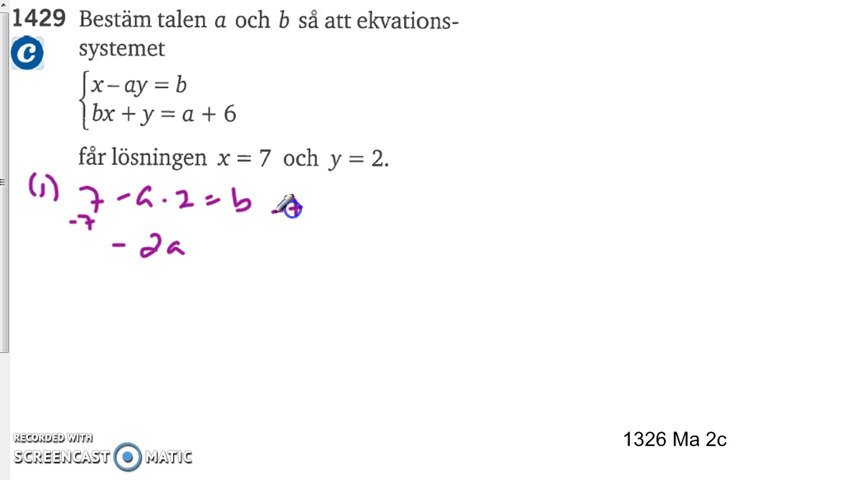 1429 Bestäm talen a och b så att ekvations-
C systemet
x – ay = b
bx + y = a + 6
får lösningen x = 7 och y = 2.
(1) 7 - a · 2 = b
-7
- 2a
1326 Ma 2c
RECORDED WITH
SCREENCAST MATIC